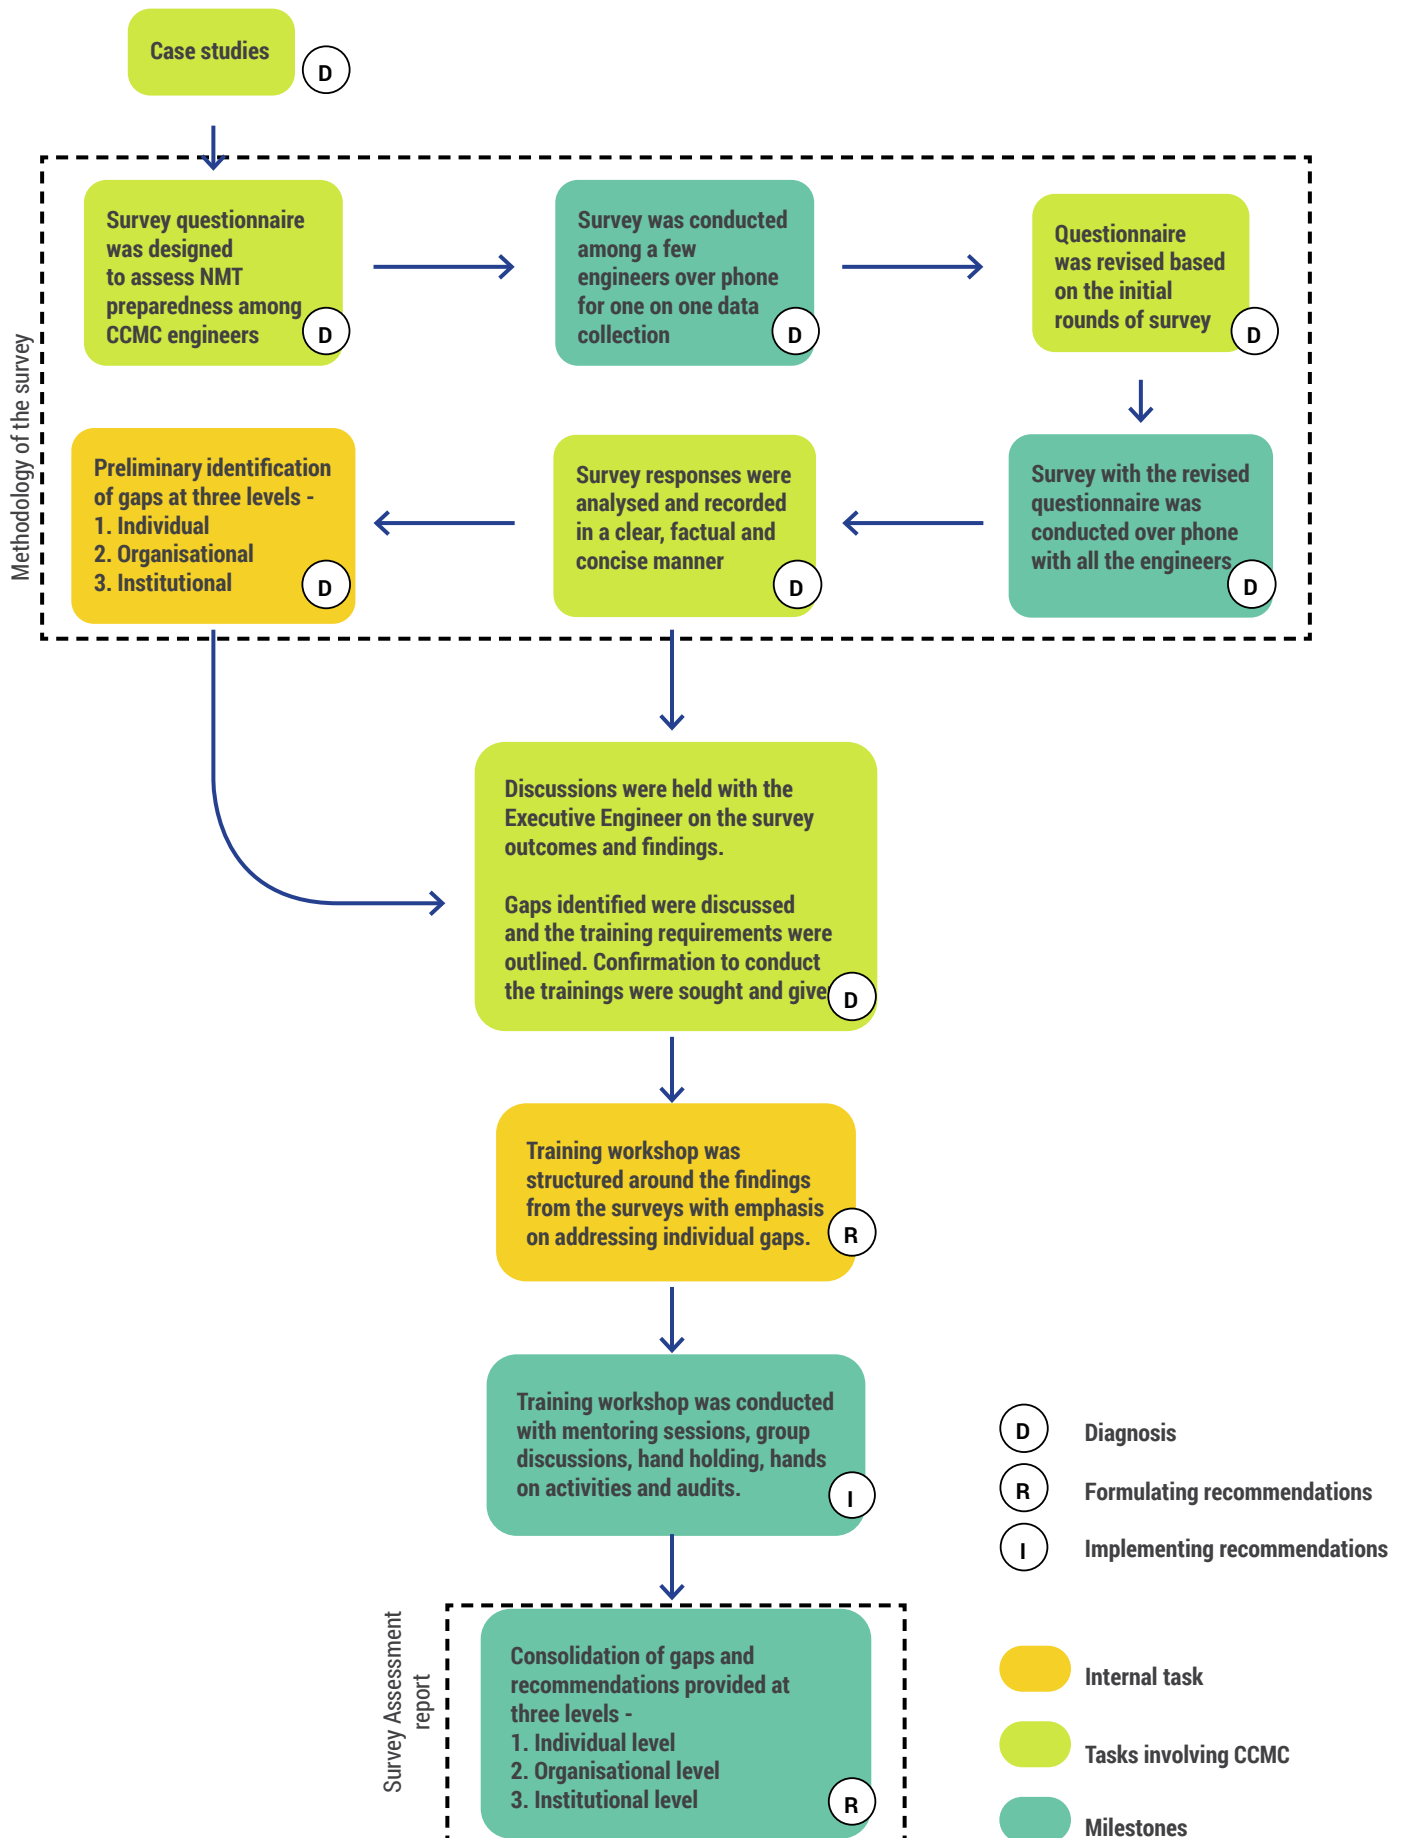 Case studies
D
Methodology of the survey
Survey questionnaire
was designed
to assess NMT
preparedness among
CCMC engineers
D
Survey was conducted
among a few
engineers over phone
for one on one data
collection
D
Questionnaire
was revised based
on the initial
rounds of survey
D
Survey with the revised
questionnaire was
conducted over phone
with all the engineers
D
Survey responses were
analysed and recorded
in a clear, factual and
concise manner
D
Preliminary identification
of gaps at three levels -
1. Individual
2. Organisational
3. Institutional
D
Discussions were held with the
Executive Engineer on the survey
outcomes and findings.
Gaps identified were discussed
and the training requirements were
outlined. Confirmation to conduct
the trainings were sought and give
D
Training workshop was
structured around the findings
from the surveys with emphasis
on addressing individual gaps.
R
Training workshop was conducted
with mentoring sessions, group
discussions, hand holding, hands
on activities and audits.
I
Survey Assessment
report
Consolidation of gaps and
recommendations provided at
three levels -
1. Individual level
2. Organisational level
3. Institutional level
R
D Diagnosis
R Formulating recommendations
I Implementing recommendations
Internal task
Tasks involving CCMC
Milestones